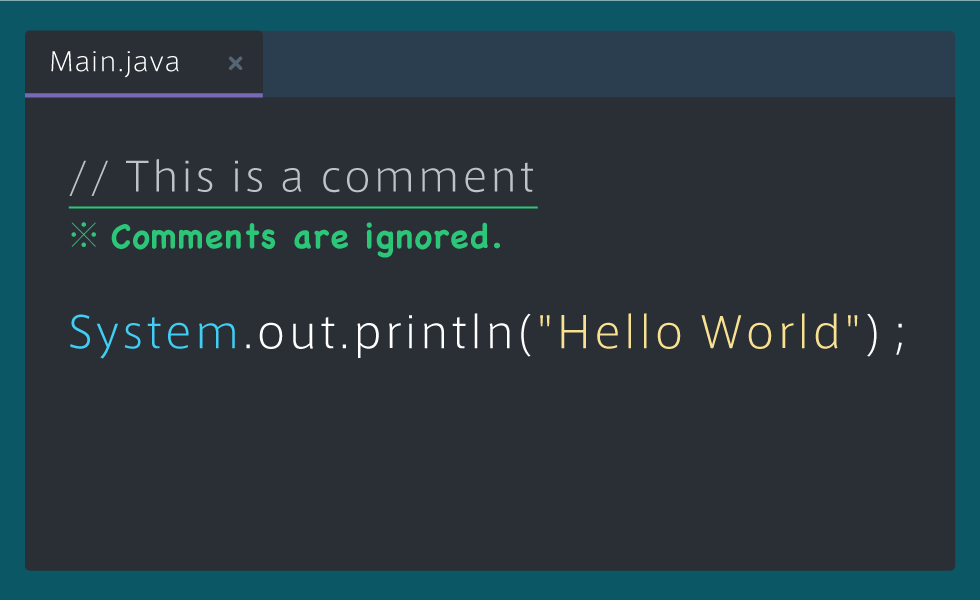 Main.java ×
// This is a comment
※ Comments are ignored.
System.out.println("Hello World") ;